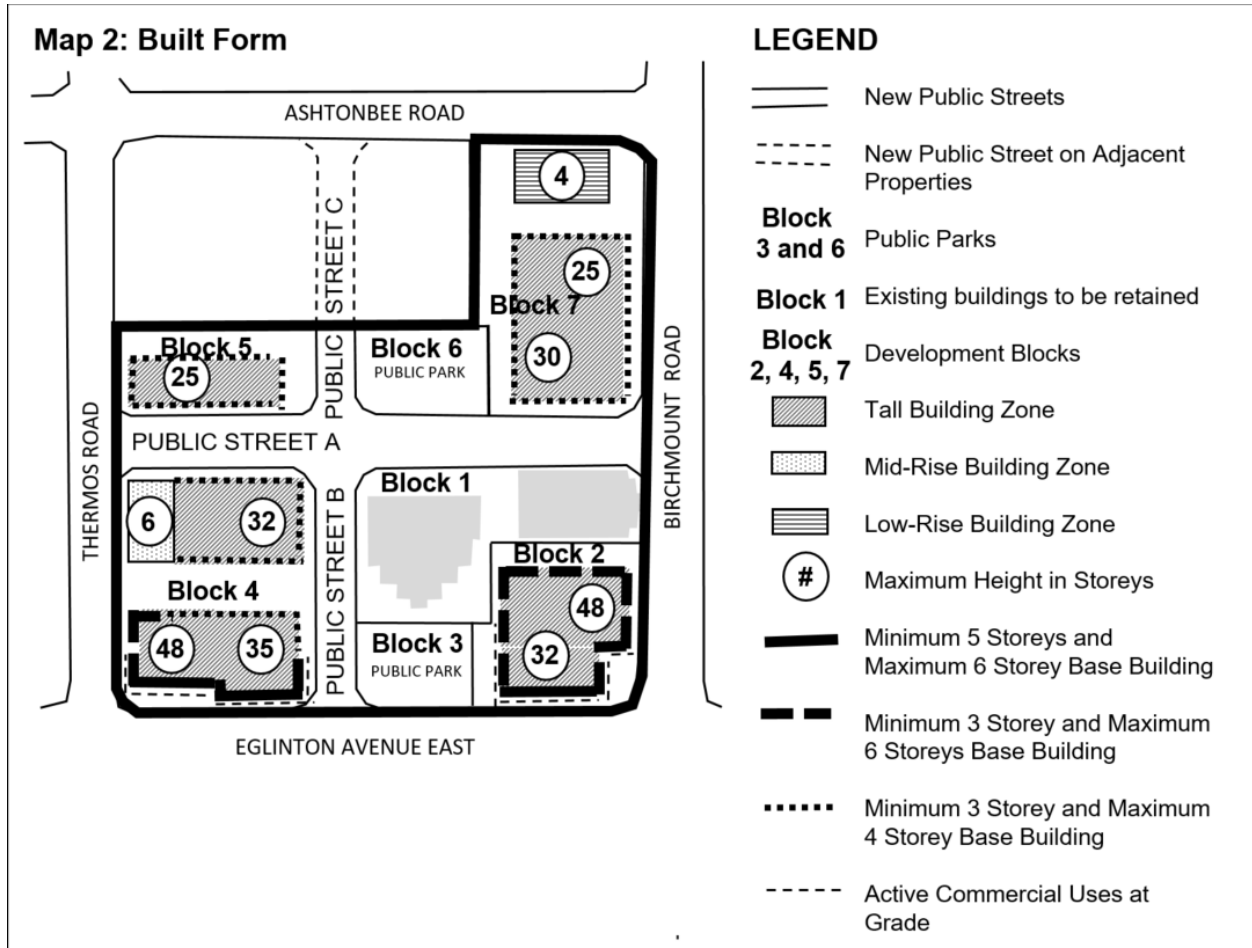 Map 2: Built Form
ASHTONBEE ROAD
4
PUBLIC STREET C
25
Block 7
30
Block 5
25
Block 6
PUBLIC PARK
THERMOS ROAD
BIRCHMOUNT ROAD
PUBLIC STREET A
6
32
Block 1
PUBLIC STREET B
Block 2
48
32
Block 4
48
35
Block 3
PUBLIC PARK
EGLINTON AVENUE EAST
LEGEND
New Public Streets
New Public Street on Adjacent
Properties
Block
3 and 6
Public Parks
Block 1
Existing buildings to be retained
Block
2, 4, 5, 7
Development Blocks
Tall Building Zone
Mid-Rise Building Zone
Low-Rise Building Zone
#
Maximum Height in Storeys
Minimum 5 Storeys and
Maximum 6 Storey Base Building
Minimum 3 Storey and Maximum
6 Storeys Base Building
Minimum 3 Storey and Maximum
4 Storey Base Building
Active Commercial Uses at
Grade